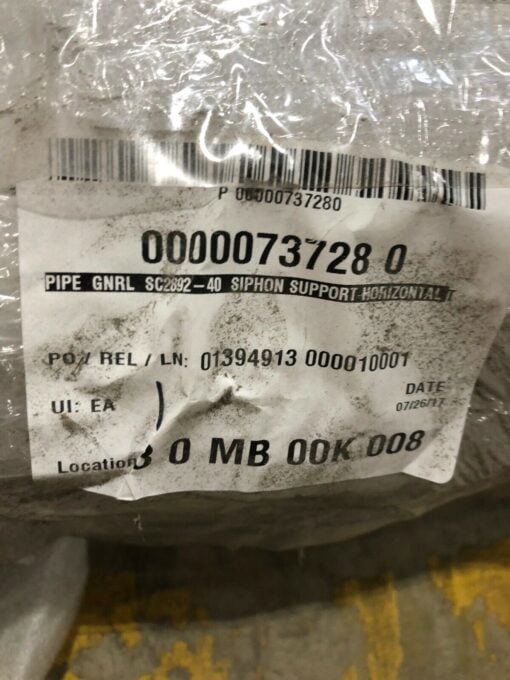 P 00000737280
0000073728 0
PIPE GNRL SC2892-40 SIPHON SUPPORT HORIZONTAL T
PO / REL / LN: 01394913 000010001
UI: EA
DATE
07/26/17
Location 0 MB 00K 008